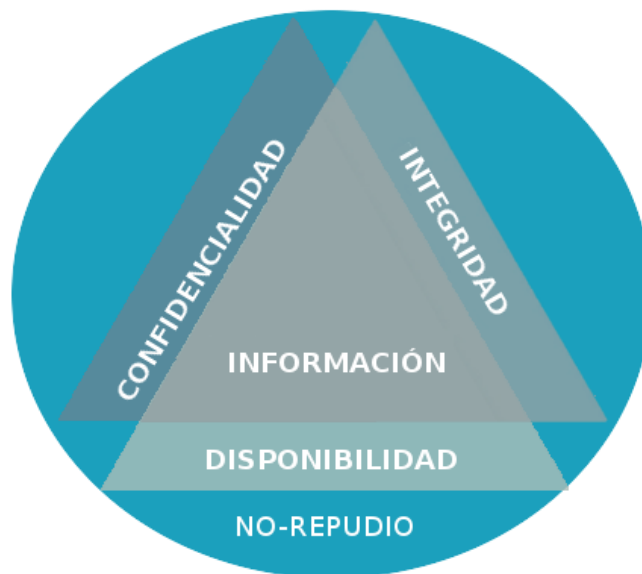 CONFIDENCIALIDAD
INTEGRIDAD
INFORMACIÓN
DISPONIBILIDAD
NO-REPUDIO